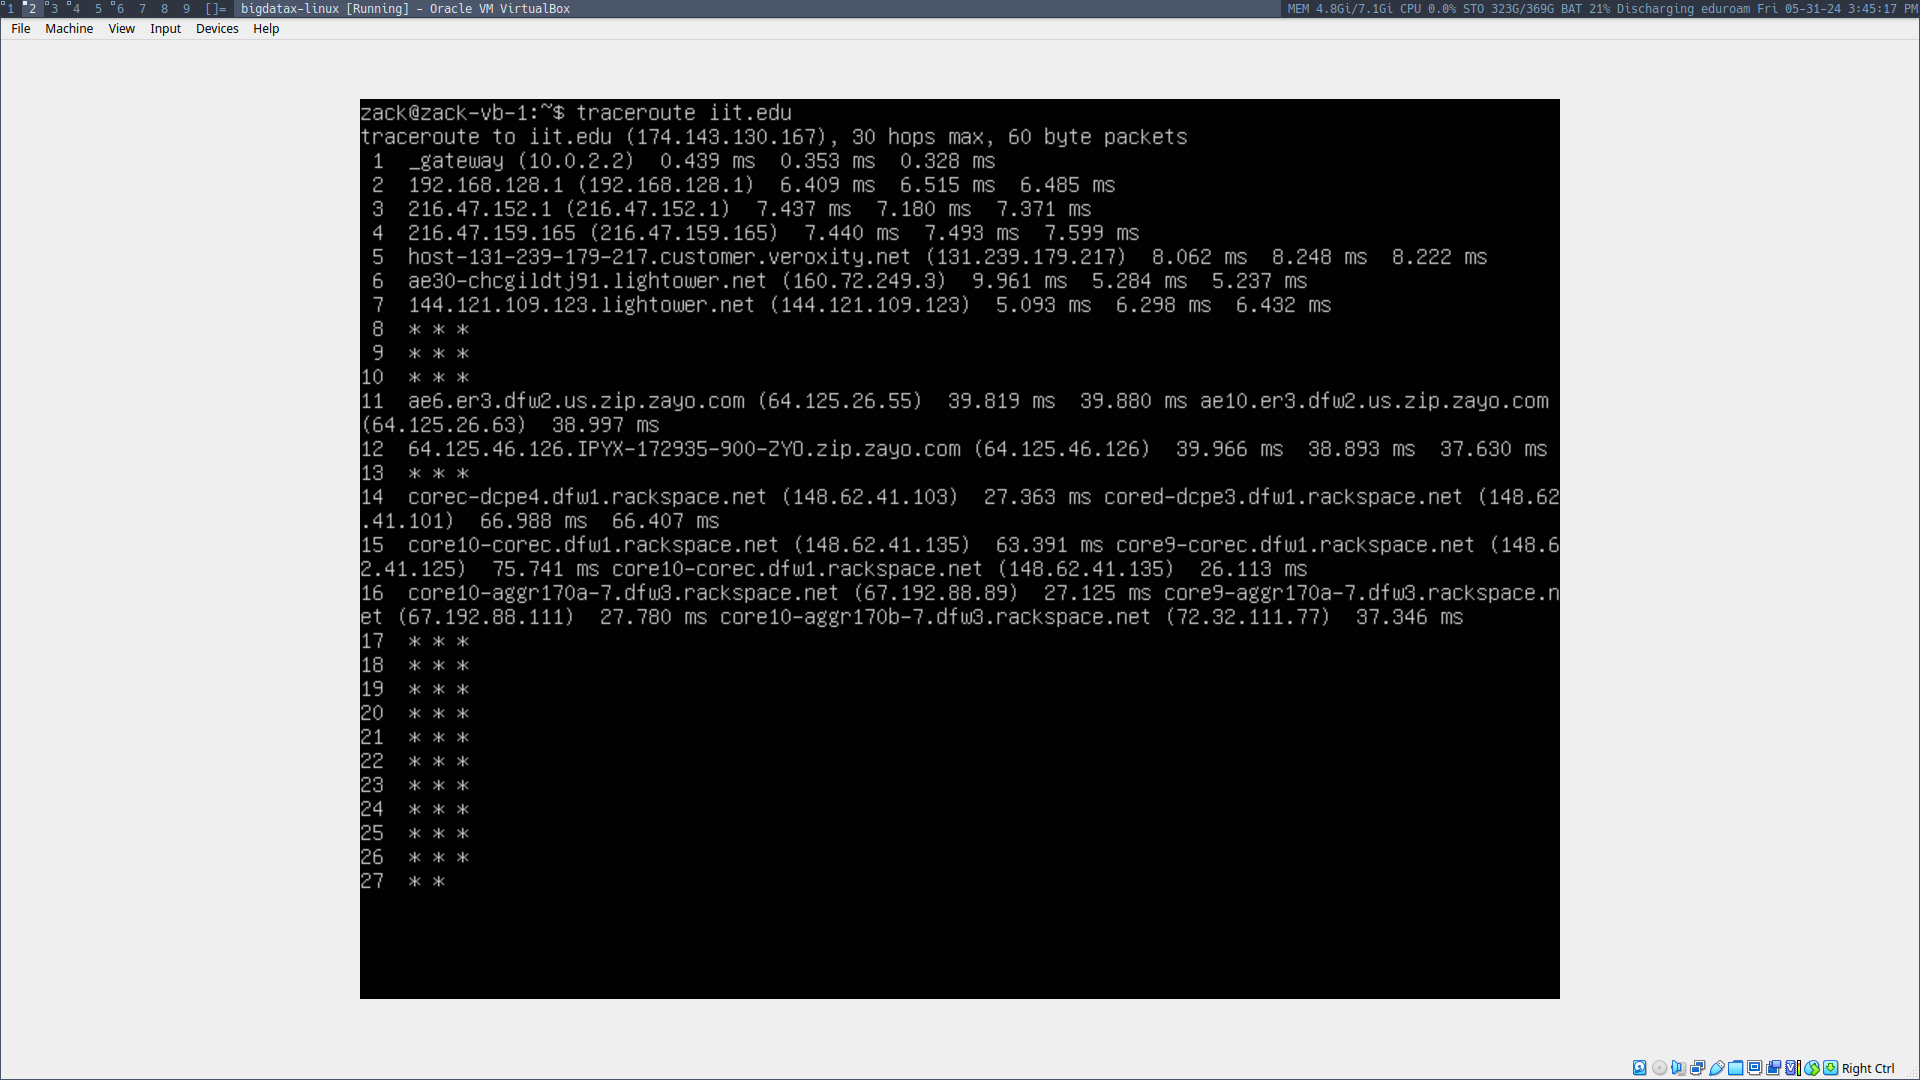 1 2 3 4 5 6 7 8 9 []= bigdatax-linux [Running] - Oracle VM VirtualBox MEM 4.8Gi/7.1Gi CPU 0.0% STO 323G/369G BAT 21% Discharging eduroam Fri 05-31-24 3:45:17 PM
File Machine View Input Devices Help
zack@zack-vb-1:~$ traceroute iit.edu
traceroute to iit.edu (174.143.130.167), 30 hops max, 60 byte packets
 1  _gateway (10.0.2.2)  0.439 ms  0.353 ms  0.328 ms
 2  192.168.128.1 (192.168.128.1)  6.409 ms  6.515 ms  6.485 ms
 3  216.47.152.1 (216.47.152.1)  7.437 ms  7.180 ms  7.371 ms
 4  216.47.159.165 (216.47.159.165)  7.440 ms  7.493 ms  7.599 ms
 5  host-131-239-179-217.customer.veroxity.net (131.239.179.217)  8.062 ms  8.248 ms  8.222 ms
 6  ae30-chcgildtj91.lightower.net (160.72.249.3)  9.961 ms  5.284 ms  5.237 ms
 7  144.121.109.123.lightower.net (144.121.109.123)  5.093 ms  6.298 ms  6.432 ms
 8  * * *
 9  * * *
10  * * *
11  ae6.er3.dfw2.us.zip.zayo.com (64.125.26.55)  39.819 ms  39.880 ms ae10.er3.dfw2.us.zip.zayo.com
(64.125.26.63)  38.997 ms
12  64.125.46.126.IPYX-172935-900-ZYO.zip.zayo.com (64.125.46.126)  39.966 ms  38.893 ms  37.630 ms
13  * * *
14  corec-dcpe4.dfw1.rackspace.net (148.62.41.103)  27.363 ms cored-dcpe3.dfw1.rackspace.net (148.62
.41.101)  66.988 ms  66.407 ms
15  core10-corec.dfw1.rackspace.net (148.62.41.135)  63.391 ms core9-corec.dfw1.rackspace.net (148.6
2.41.125)  75.741 ms core10-corec.dfw1.rackspace.net (148.62.41.135)  26.113 ms
16  core10-aggr170a-7.dfw3.rackspace.net (67.192.88.89)  27.125 ms core9-aggr170a-7.dfw3.rackspace.n
et (67.192.88.111)  27.780 ms core10-aggr170b-7.dfw3.rackspace.net (72.32.111.77)  37.346 ms
17  * * *
18  * * *
19  * * *
20  * * *
21  * * *
22  * * *
23  * * *
24  * * *
25  * * *
26  * * *
27  * *
Right Ctrl